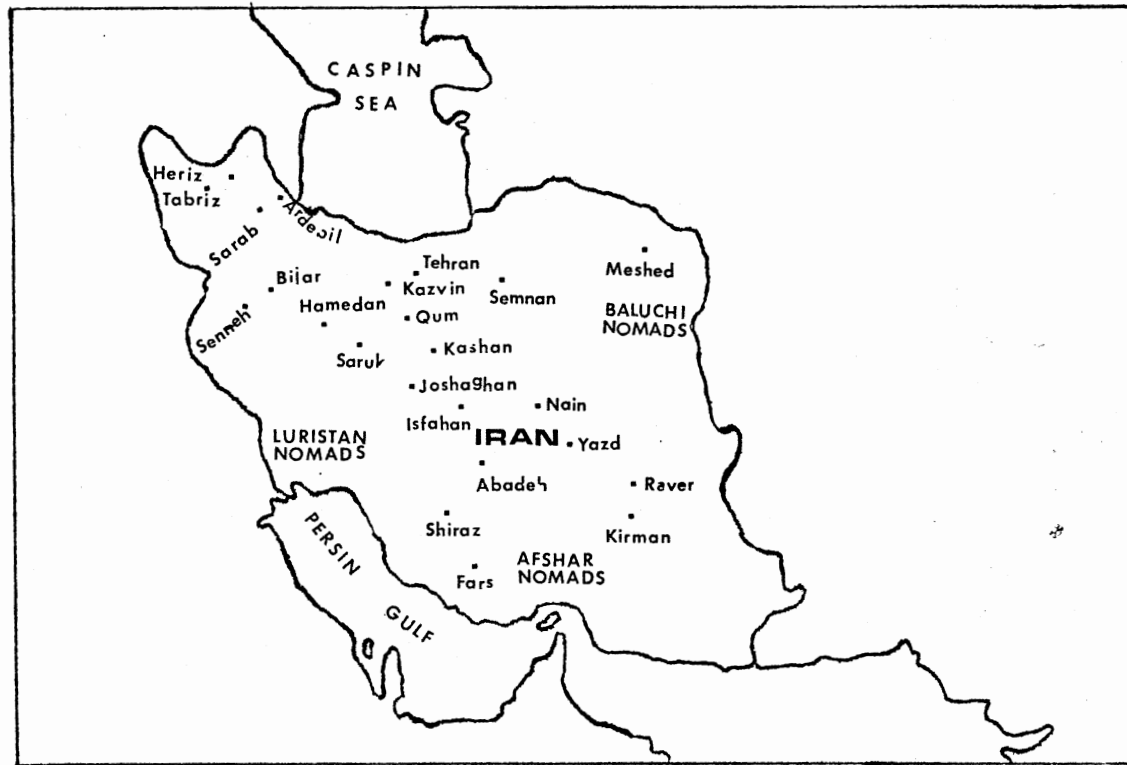 CASPIN
SEA
Heriz
Tabriz
Ardebil
Sarab
Bijar
Tehran
Kazvin
Semnan
Meshed
Hamedan
Qum
BALUCHI
NOMADS
Senneh
Saruk
Kashan
Joshaghan
Isfahan
Nain
IRAN
Yazd
LURISTAN
NOMADS
Abadeh
Raver
Shiraz
Kirman
PERSIN
GULF
AFSHAR
NOMADS
Fars